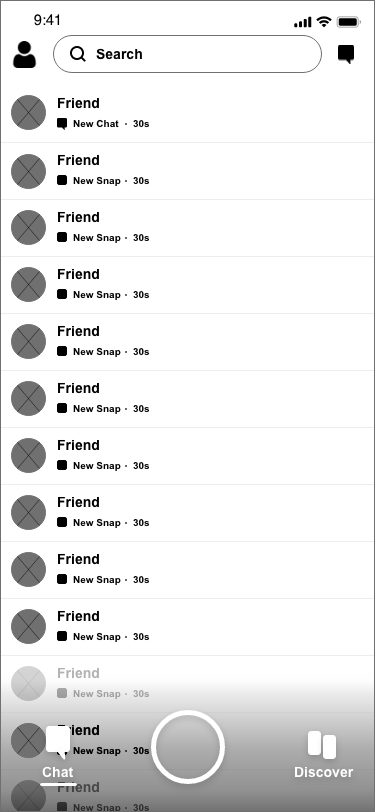 9:41
Search
Friend
New Chat · 30s
Friend
New Snap · 30s
Friend
New Snap · 30s
Friend
New Snap · 30s
Friend
New Snap · 30s
Friend
New Snap · 30s
Friend
New Snap · 30s
Friend
New Snap · 30s
Friend
New Snap · 30s
Friend
New Snap · 30s
Friend
New Snap · 30s
Friend
New Snap · 30s
Chat
Discover
Friend
New Snap · 30s